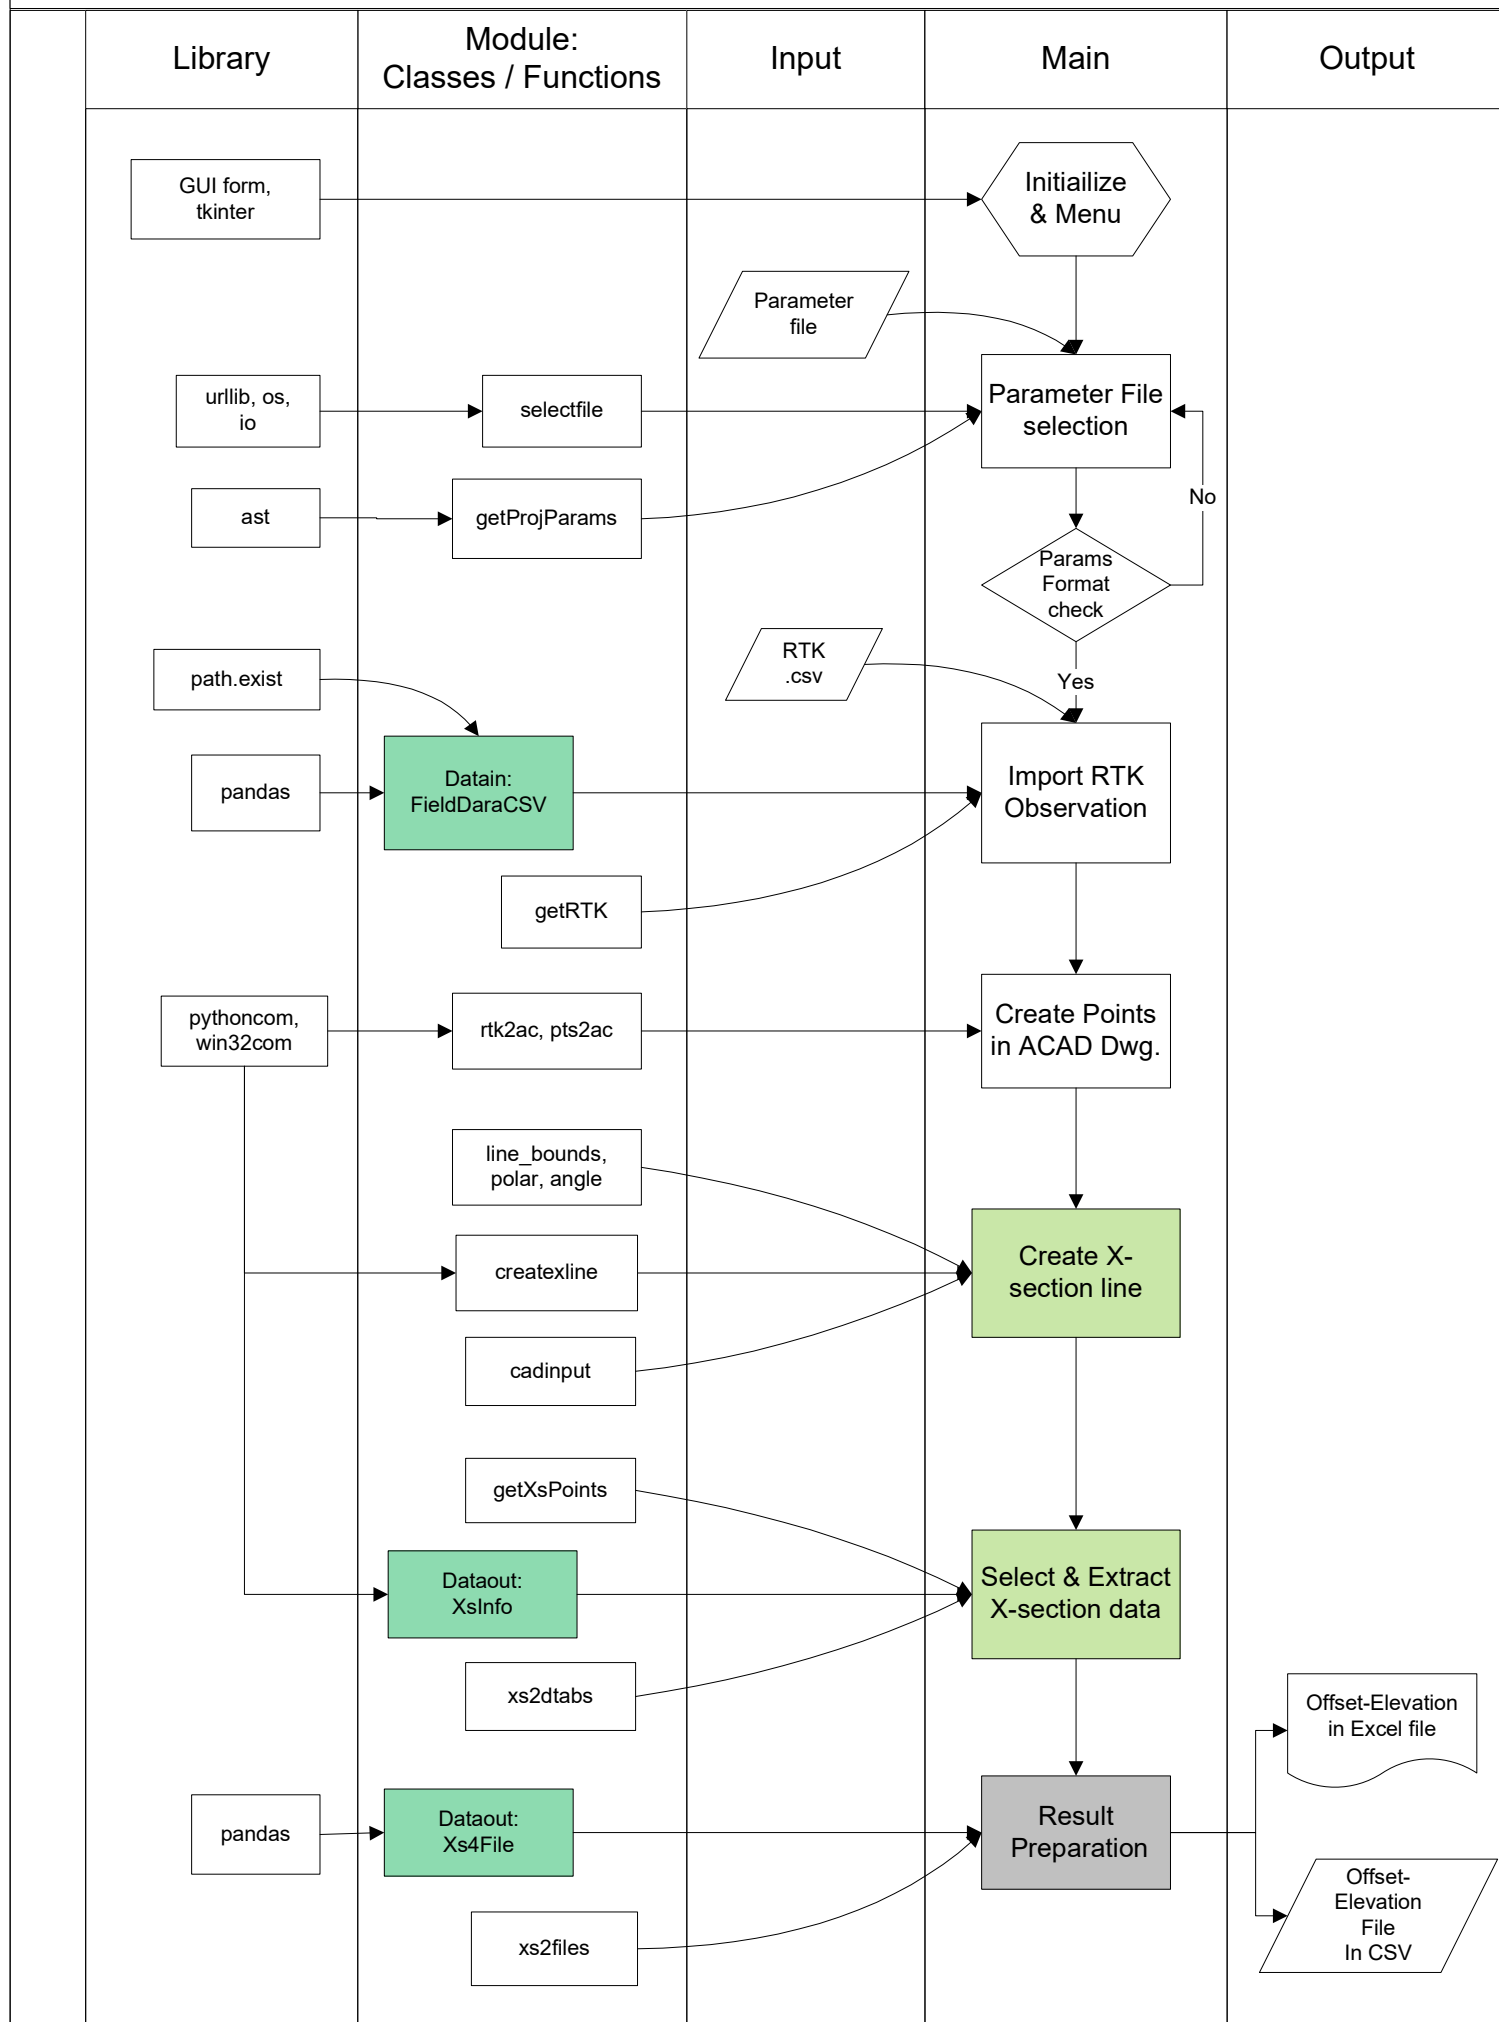 Library
Module:
Classes / Functions
Input
Main
Output
GUI form,
tkinter
Initiailize
& Menu
Parameter
file
urllib, os,
io
selectfile
Parameter File
selection
ast
getProjParams
No
Params
Format
check
path.exist
RTK
.csv
Yes
pandas
Datain:
FieldDaraCSV
Import RTK
Observation
getRTK
pythoncom,
win32com
rtk2ac, pts2ac
Create Points
in ACAD Dwg.
line_bounds,
polar, angle
createxline
Create X-
section line
cadinput
getXsPoints
Dataout:
XsInfo
Select & Extract
X-section data
xs2dtabs
Offset-Elevation
in Excel file
pandas
Dataout:
Xs4File
Result
Preparation
Offset-
Elevation
File
In CSV
xs2files